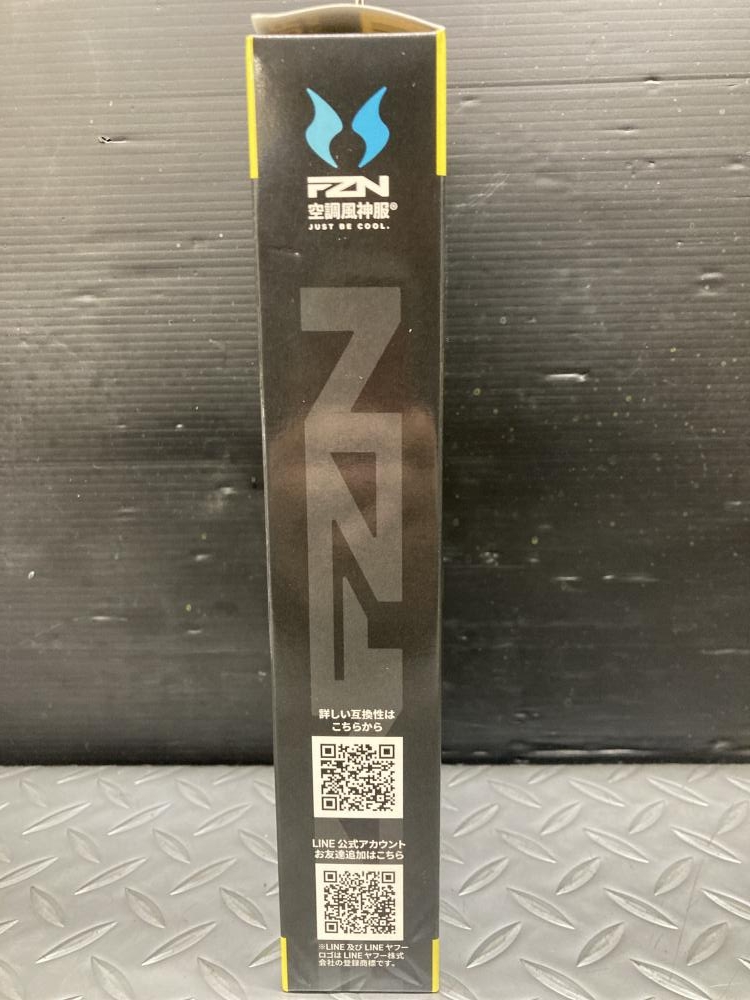 FZN
空調風神服®
JUST BE COOL.
FZN
詳しい互換性は
こちらから
LINE 公式アカウント
お友達追加はこちら
※LINE 及び LINE ヤフー
ロゴは LINE ヤフー株式
会社の登録商標です。